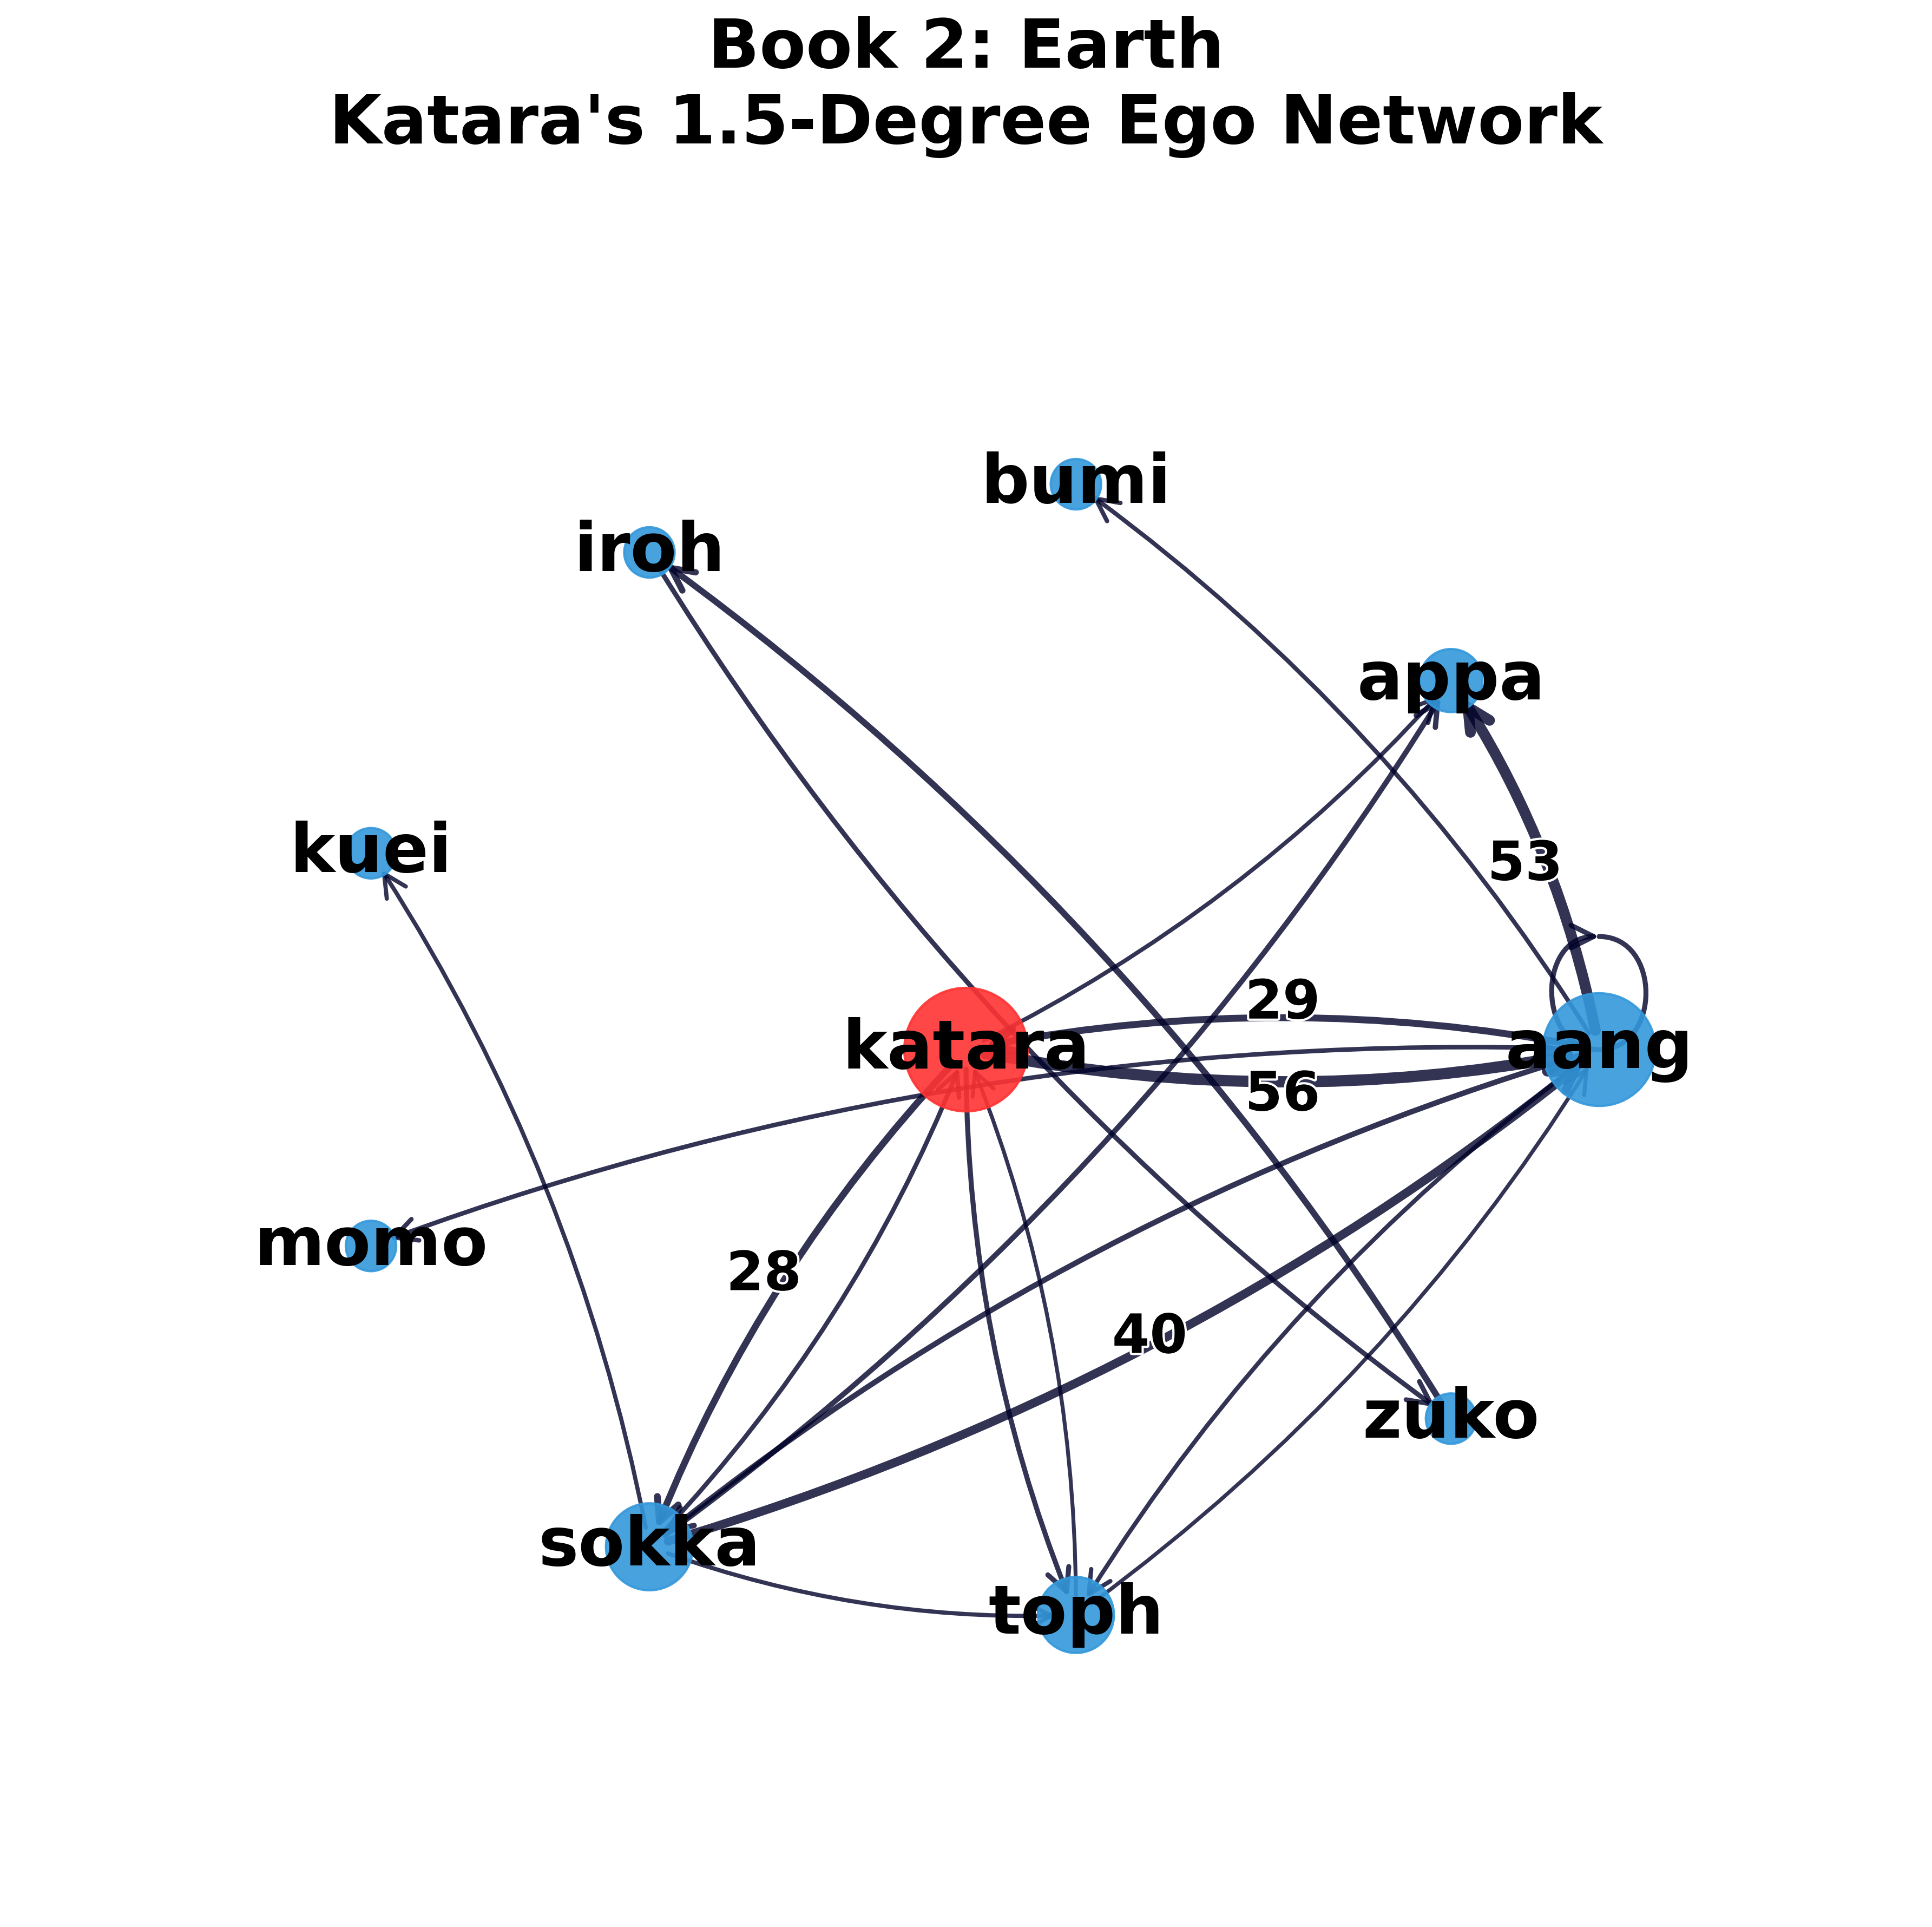 Book 2: Earth
Katara's 1.5-Degree Ego Network
bumi
iroh
appa
kuei
53
29
katara
aang
56
momo
28
40
zuko
sokka
toph